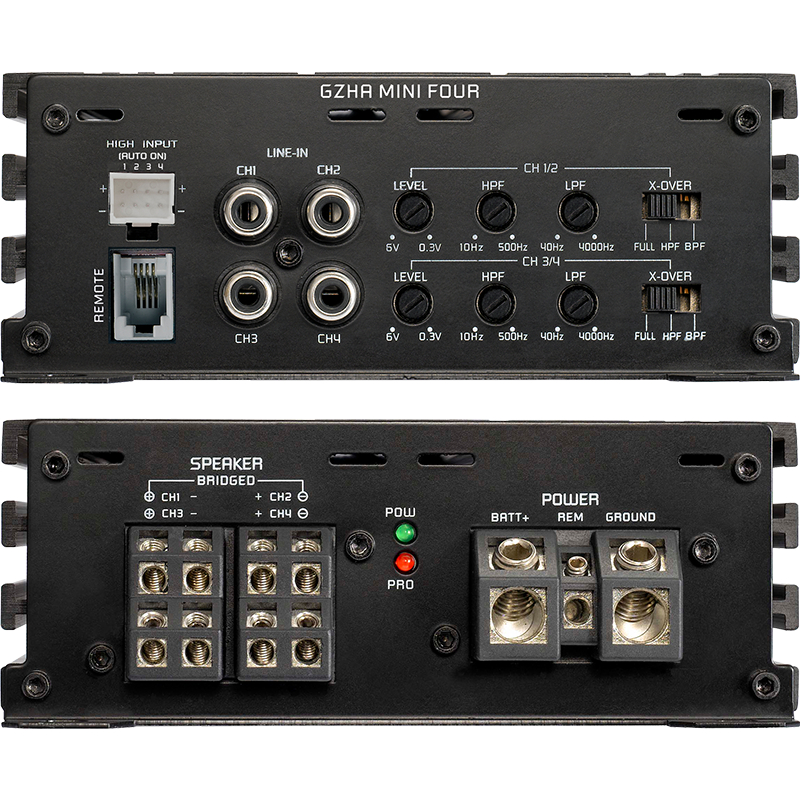 GZHA MINI FOUR
HIGH INPUT
(AUTO ON)
1 2 3 4
+ +
- -
REMOTE
LINE-IN
CH1 CH2
CH3 CH4
CH 1/2
LEVEL HPF LPF X-OVER
6V 0.3V 10Hz 500Hz 40Hz 4000Hz FULL HPF BPF
CH 3/4
LEVEL HPF LPF X-OVER
6V 0.3V 10Hz 500Hz 40Hz 4000Hz FULL HPF BPF
SPEAKER
BRIDGED
⊕ CH1 - + CH2 ⊖
⊕ CH3 - + CH4 ⊖
POW
PRO
POWER
BATT+ REM GROUND